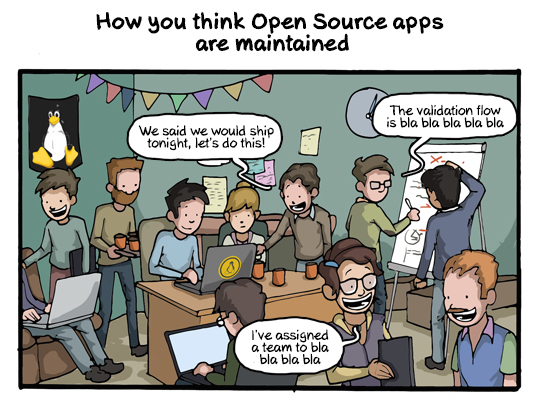 How you think Open Source apps
are maintained
We said we would ship
tonight, let's do this!
The validation flow
is bla bla bla bla bla
I've assigned
a team to bla
bla bla bla